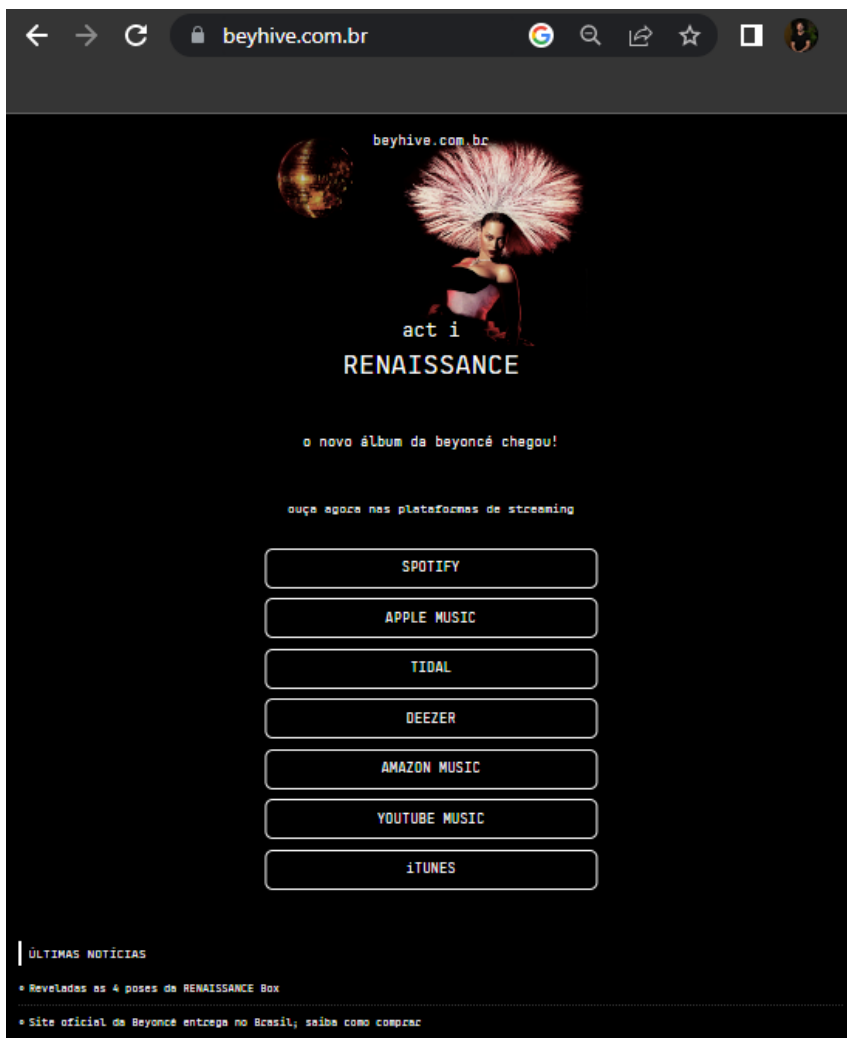 beyhive.com.br
beyhive.com.br
act i
RENAISSANCE
o novo álbum da beyoncé chegou!
ouça agora nas plataformas de streaming
SPOTIFY
APPLE MUSIC
TIDAL
DEEZER
AMAZON MUSIC
YOUTUBE MUSIC
iTUNES
ÚLTIMAS NOTÍCIAS
• Reveladas as 4 poses da RENAISSANCE Box
• Site oficial da Beyoncé entrega no Brasil; saiba como comprar